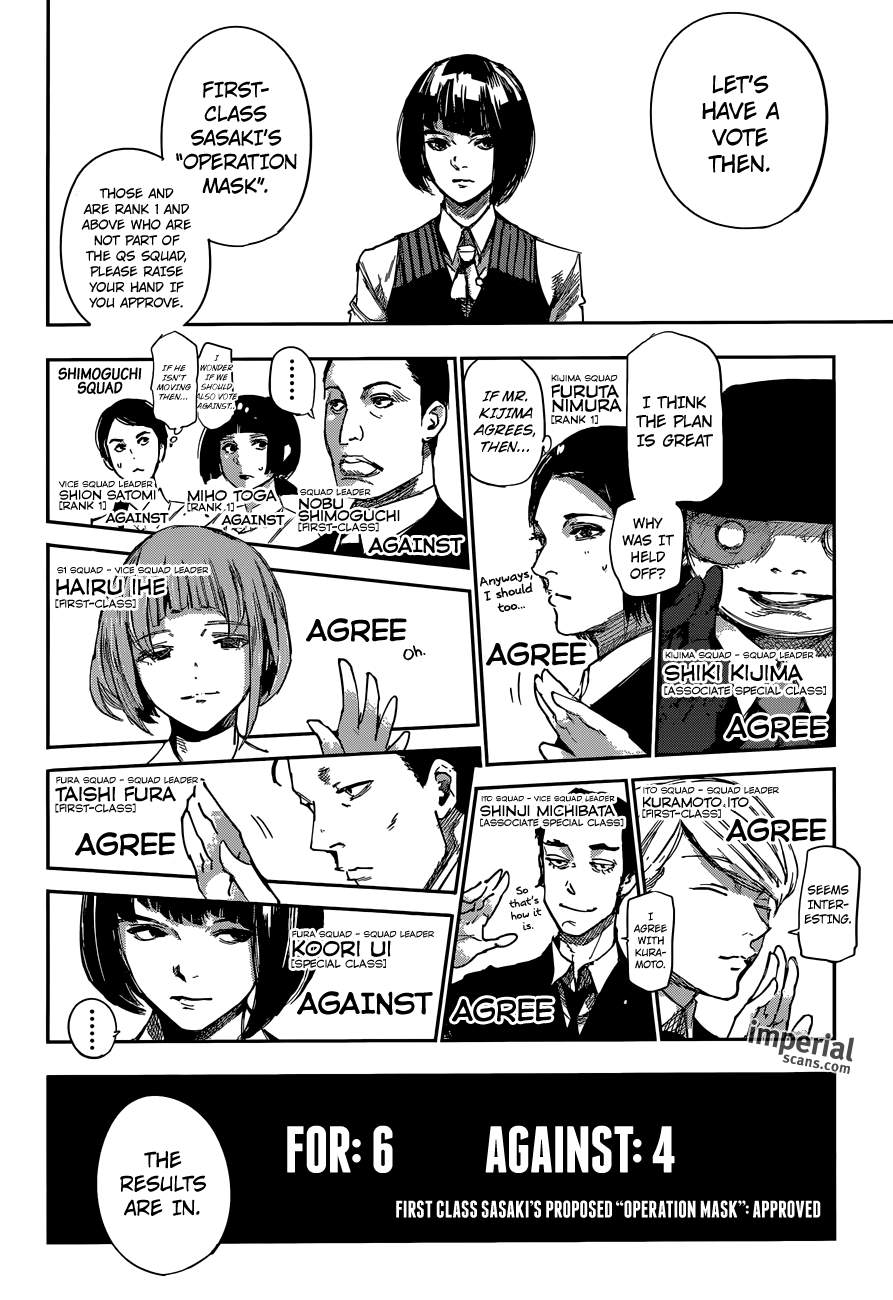 LET'S
HAVE A
VOTE
THEN.
FIRST-
CLASS
SASAKI'S
"OPERATION
MASK".
THOSE AND
ARE RANK 1 AND
ABOVE WHO ARE
NOT PART OF
THE QS SQUAD,
PLEASE RAISE
YOUR HAND IF
YOU APPROVE.
I THINK
THE PLAN
IS GREAT
WHY
WAS IT
HELD
OFF?
KIJIMA SQUAD - SQUAD LEADER
SHIKI KIJIMA
[ASSOCIATE SPECIAL CLASS]
AGREE
KIJIMA SQUAD
FURUTA
NIMURA
[RANK 1]
IF MR.
KIJIMA
AGREES,
THEN...
Anyways,
I should
too...
AGREE
......
SQUAD LEADER
NOBU
SHIMOGUCHI
[FIRST-CLASS]
AGAINST
I
WONDER
IF WE
SHOULD
ALSO VOTE
AGAINST..
MIHO TOGA
[RANK 1]
AGAINST
IF HE
ISN'T
MOVING
THEN...
SHIMOGUCHI
SQUAD
VICE SQUAD LEADER
SHION SATOMI
[RANK 1]
AGAINST
S1 SQUAD - VICE SQUAD LEADER
HAIRU IHE
[FIRST-CLASS]
AGREE
Oh.
ITO SQUAD - SQUAD LEADER
KURAMOTO ITO
[FIRST-CLASS]
AGREE
SEEMS
INTER-
ESTING.
ITO SQUAD - VICE SQUAD LEADER
SHINJI MICHIBATA
[ASSOCIATE SPECIAL CLASS]
So
that's
how it
is.
I
AGREE
WITH
KURA-
MOTO.
AGREE
FURA SQUAD - SQUAD LEADER
TAISHI FURA
[FIRST-CLASS]
AGREE
FURA SQUAD - SQUAD LEADER
KOORI UI
[SPECIAL CLASS]
AGAINST
......
imperial
scans.com
THE
RESULTS
ARE IN.
FOR: 6 AGAINST: 4
FIRST CLASS SASAKI'S PROPOSED "OPERATION MASK": APPROVED